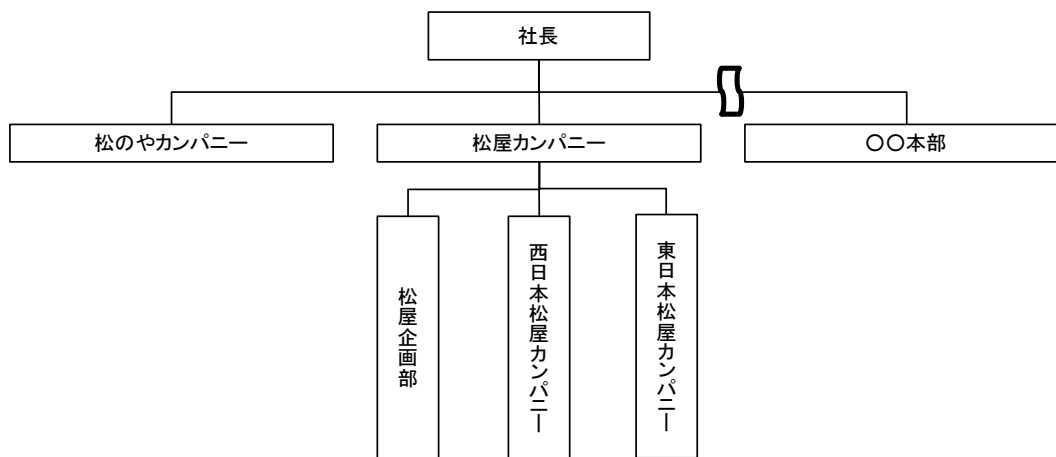 社長
松のやカンパニー
松屋カンパニー
〇〇本部
松屋企画部
西日本松屋カンパニー
東日本松屋カンパニー